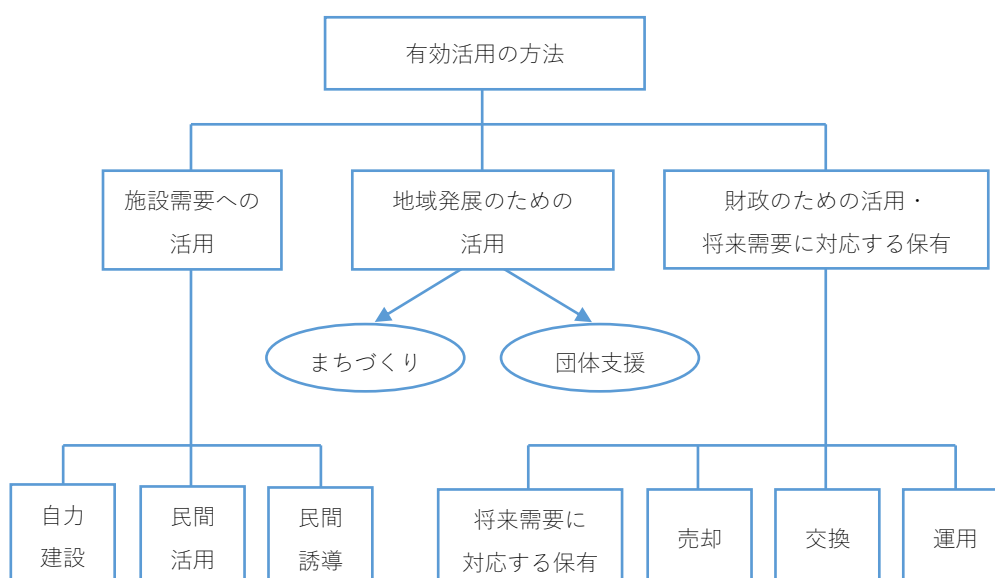 有効活用の方法
施設需要への
活用
地域発展のための
活用
財政のための活用・
将来需要に対応する保有
まちづくり
団体支援
自力
建設
民間
活用
民間
誘導
将来需要に
対応する保有
売却
交換
運用